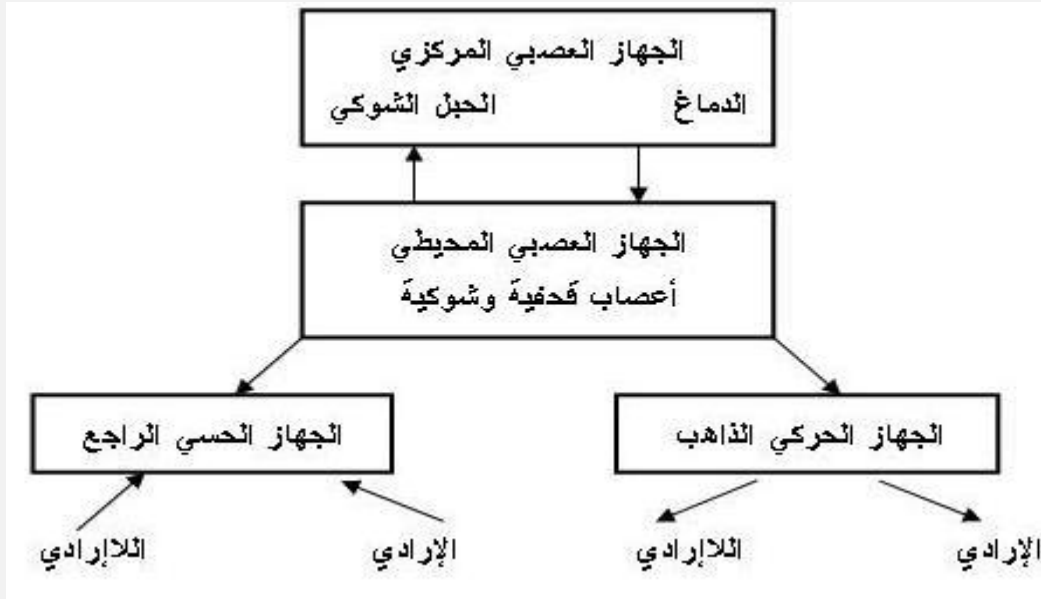 الجهاز العصبي المركزي
الدماغ الحبل الشوكي
الجهاز العصبي المحيطي
أعصاب قحفية وشوكية
الجهاز الحركي الذاهب
الجهاز الحسي الراجع
الإرادي اللاإرادي الإرادي اللاإرادي